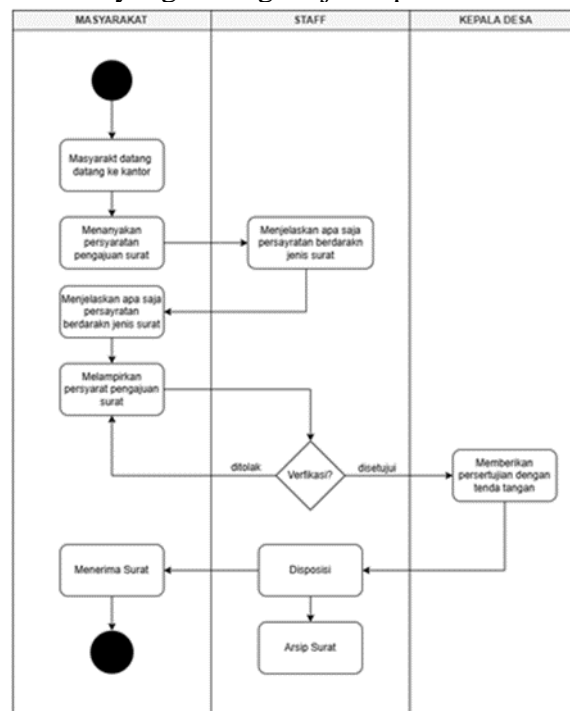 MASYARAKAT
STAFF
KEPALA DESA
Masyarakt datang
datang ke kantor
Menanyakan
persyaratan
pengajuan surat
Menjelaskan apa saja
persayratan berdarakn
jenis surat
Menjelaskan apa saja
persayratan
berdarakn jenis surat
Melampirkan
persyarat pengajuan
surat
ditolak
Verfikasi?
disetujui
Memberikan
persertujian dengan
tenda tangan
Menerima Surat
Disposisi
Arsip Surat